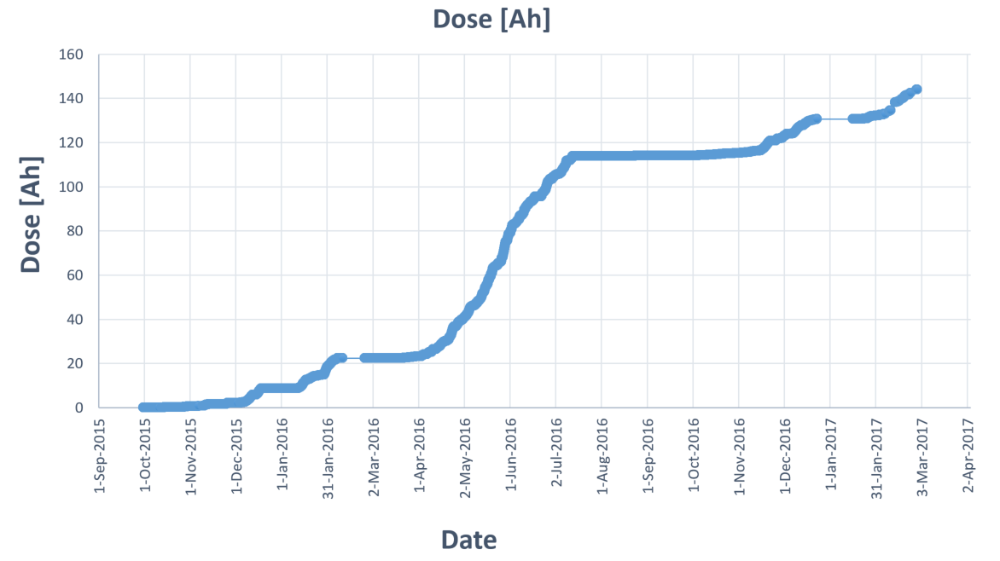 Dose [Ah]
Dose [Ah]
160
140
120
100
80
60
40
20
0
1-Sep-2015
1-Oct-2015
1-Nov-2015
1-Dec-2015
1-Jan-2016
31-Jan-2016
2-Mar-2016
1-Apr-2016
2-May-2016
1-Jun-2016
2-Jul-2016
1-Aug-2016
1-Sep-2016
1-Oct-2016
1-Nov-2016
1-Dec-2016
1-Jan-2017
31-Jan-2017
3-Mar-2017
2-Apr-2017
Date